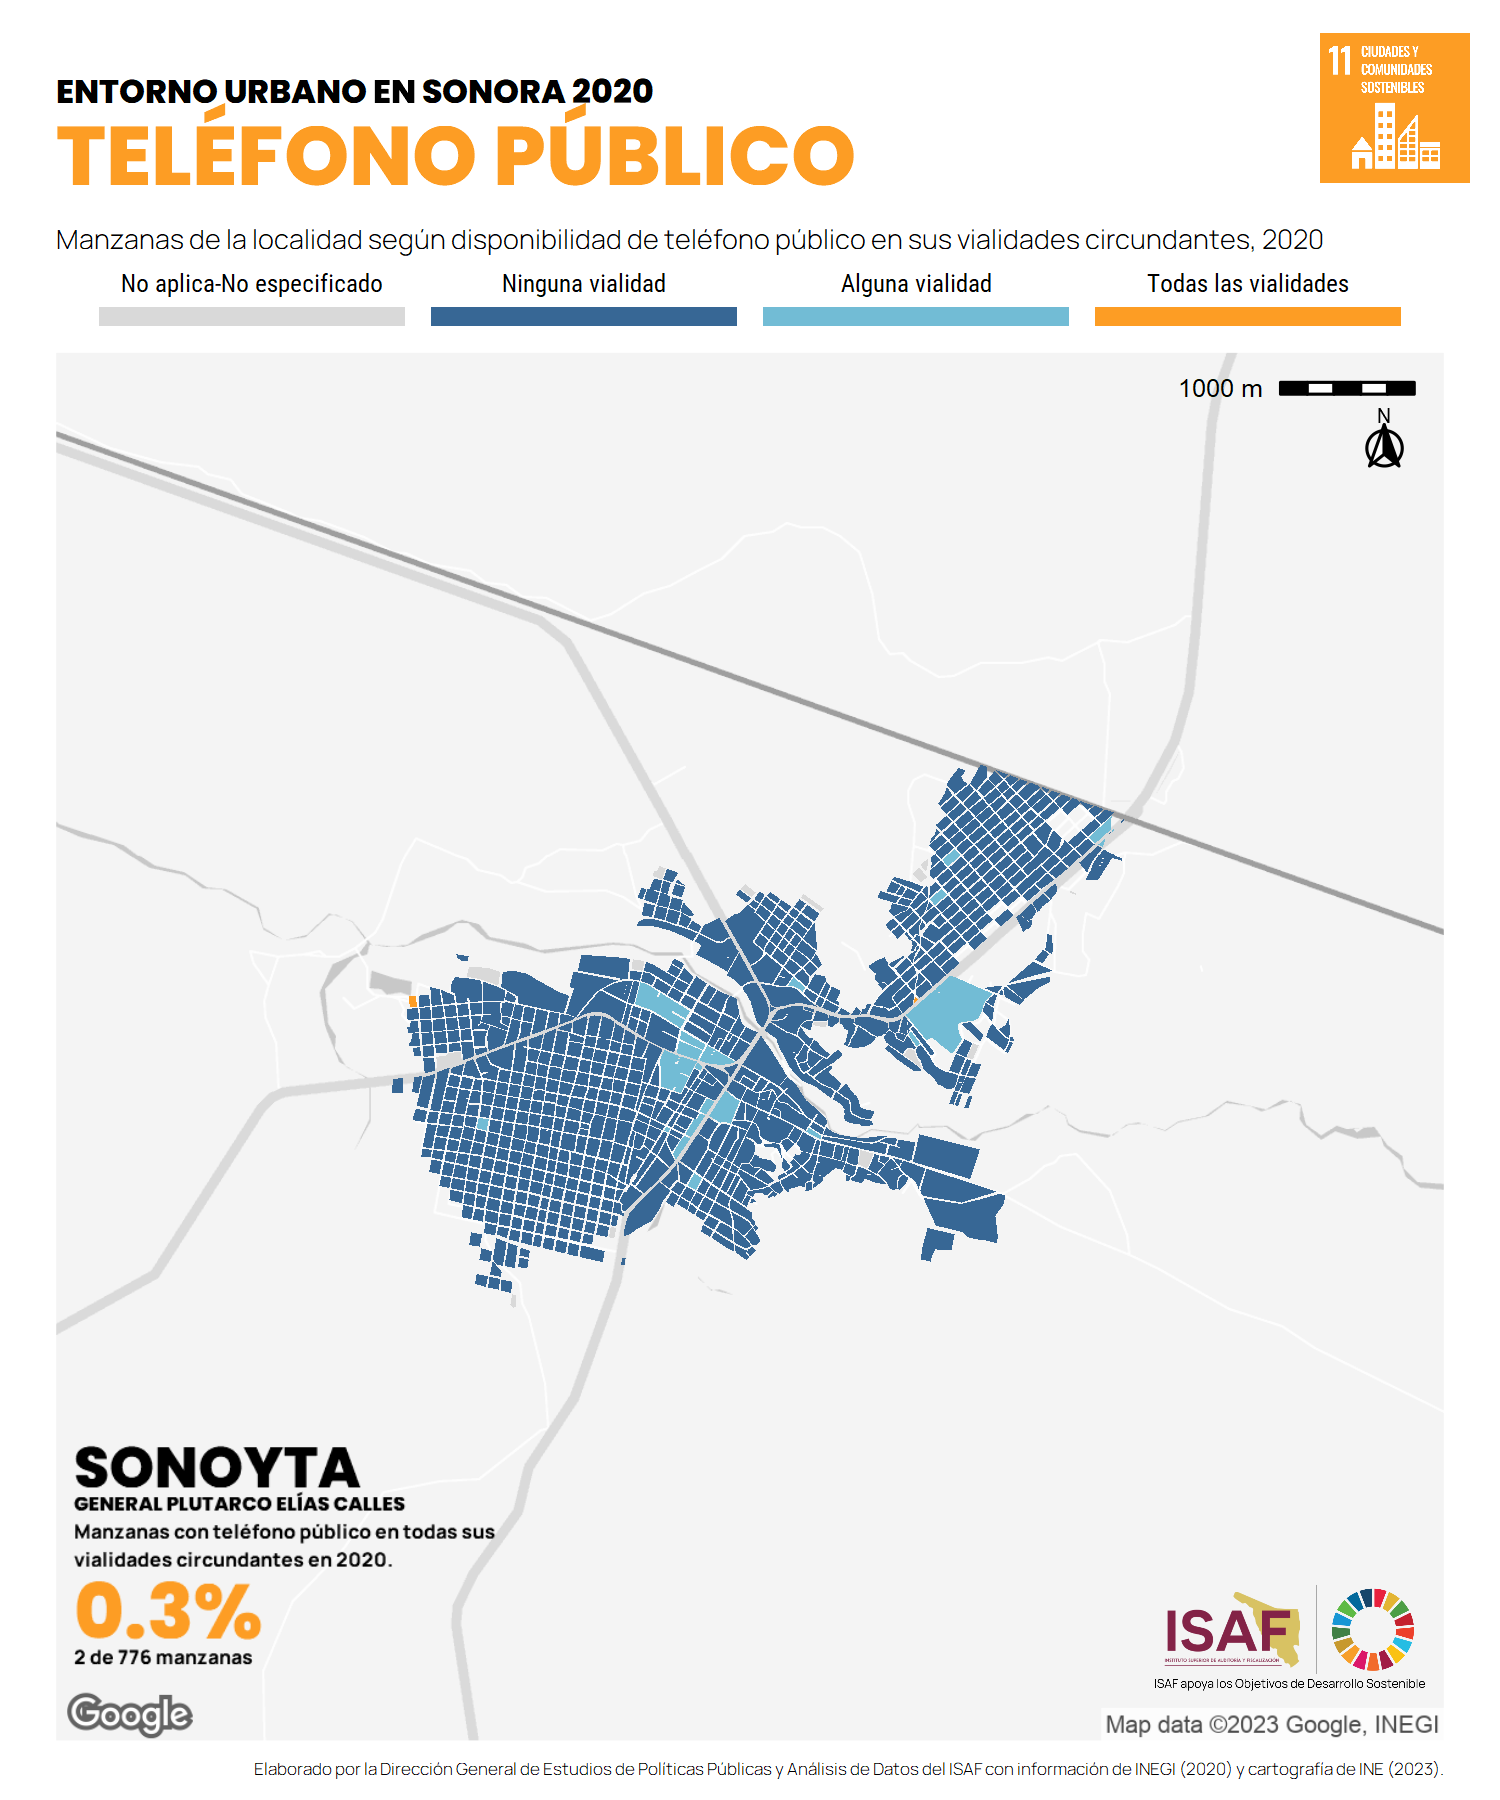 11 CIUDADES Y
COMUNIDADES
SOSTENIBLES
ENTORNO URBANO EN SONORA 2020
TELÉFONO PÚBLICO
Manzanas de la localidad según disponibilidad de teléfono público en sus vialidades circundantes, 2020
No aplica-No especificado
Ninguna vialidad
Alguna vialidad
Todas las vialidades
1000 m
N
SONOYTA
GENERAL PLUTARCO ELÍAS CALLES
Manzanas con teléfono público en todas sus
vialidades circundantes en 2020.
0.3%
2 de 776 manzanas
Google
ISAF
INSTITUTO SUPERIOR DE AUDITORÍA Y FISCALIZACIÓN
ISAF apoya los Objetivos de Desarrollo Sostenible
Map data ©2023 Google, INEGI
Elaborado por la Dirección General de Estudios de Políticas Públicas y Análisis de Datos del ISAF con información de INEGI (2020) y cartografía de INE (2023).